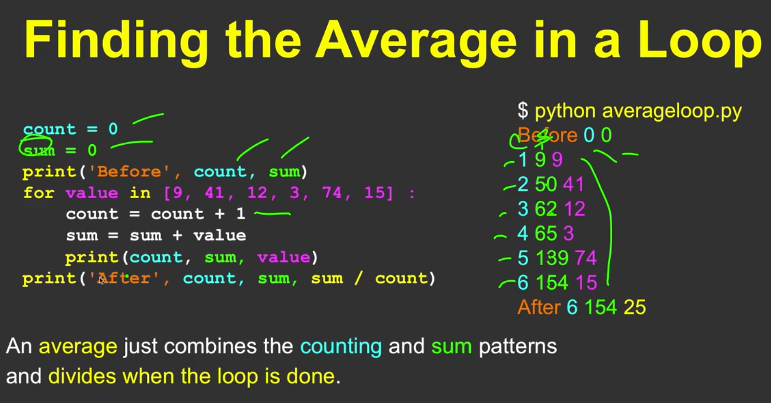 Finding the Average in a Loop
count = 0
sum = 0
print('Before', count, sum)
for value in [9, 41, 12, 3, 74, 15] :
    count = count + 1
    sum = sum + value
    print(count, sum, value)
print('After', count, sum, sum / count)
$ python averageloop.py
Before 0 0
1 9 9
2 50 41
3 62 12
4 65 3
5 139 74
6 154 15
After 6 154 25
An average just combines the counting and sum patterns
and divides when the loop is done.